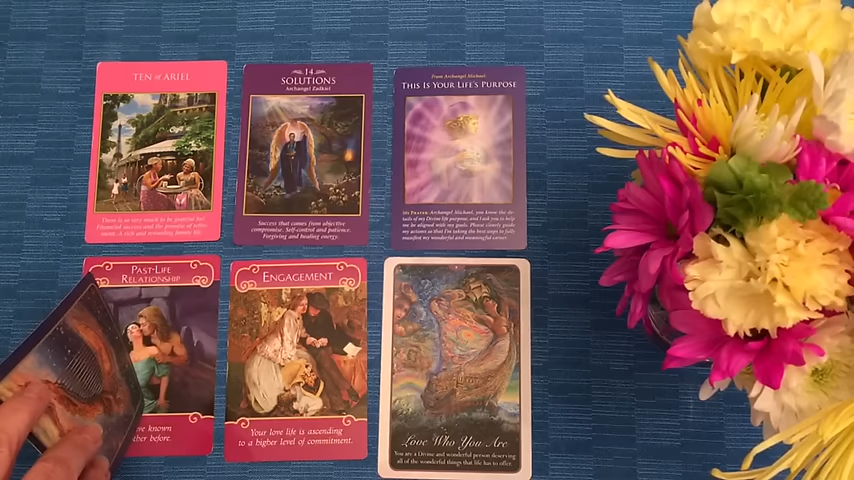 TEN of ARIEL
There is so very much to be grateful for!
Financial success and the promise of retire-
ment. A rich and rewarding family life.
14
SOLUTIONS
Archangel Zadkiel
Success that comes from objective
compromise. Self-control and patience.
Forgiving and healing energy.
From Archangel Michael:
THIS IS YOUR LIFE'S PURPOSE
PRAYER: Archangel Michael, you know the de-
tails of my Divine life purpose, and I ask you to help
me be aligned with my goals. Please clearly guide
my actions so that I'm taking the best steps to fully
manifest my wonderful and meaningful career.
PAST-LIFE
RELATIONSHIP
ve known
ther before.
ENGAGEMENT
Your love life is ascending
to a higher level of commitment.
Love Who You Are
You are a Divine and wonderful person deserving
all of the wonderful things that life has to offer.